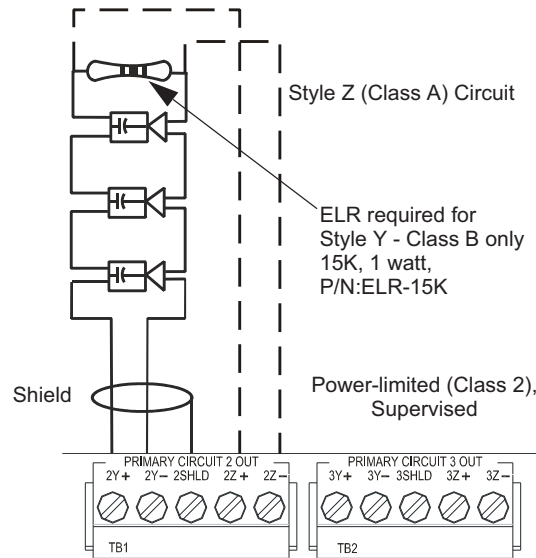 Style Z (Class A) Circuit
ELR required for
Style Y - Class B only
15K, 1 watt,
P/N:ELR-15K
Shield
Power-limited (Class 2),
Supervised
PRIMARY CIRCUIT 2 OUT
2Y+ 2Y- 2SHLD 2Z+ 2Z-
TB1
PRIMARY CIRCUIT 3 OUT
3Y+ 3Y- 3SHLD 3Z+ 3Z-
TB2